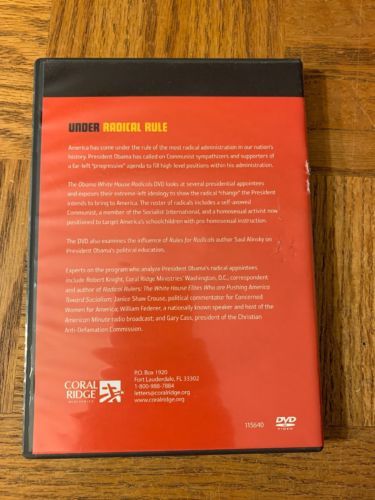 UNDER RADICAL RULE
America has come under the rule of the most radical administration in our nation's
history. President Obama has called on Communist sympathizers and supporters of
a far-left "progressive" agenda to fill high level positions within his administration.
The Obama White House Radicals DVD looks at several presidential appointees
and exposes their extreme-left ideology to show the radical "change" the President
intends to bring to America. The roster of radicals includes a self-avowed
Communist, a member of the Socialist International, and a homosexual activist now
positioned to target America's schoolchildren with pro-homosexual instruction.
The DVD also examines the influence of Rules for Radicals author Saul Alinsky on
President Obama's political education.
Experts on the program who analyze President Obama's radical appointees
include Robert Knight, Coral Ridge Ministries' Washington, D.C., correspondent
and author of Radical Rulers: The White House Elites Who are Pushing America
Toward Socialism; Janice Shaw Crouse, political commentator for Concerned
Women for America; William Federer, a nationally known speaker and host of
the American Minute radio broadcast; and Gary Cass, president of the Christian
Anti-Defamation Commission.
CORAL
RIDGE
MINISTRIES
P.O. Box 1920
Fort Lauderdale, FL 33302
1-800-988-7884
letters@coralridge.org
www.coralridge.org
115640
DVD
VIDEO